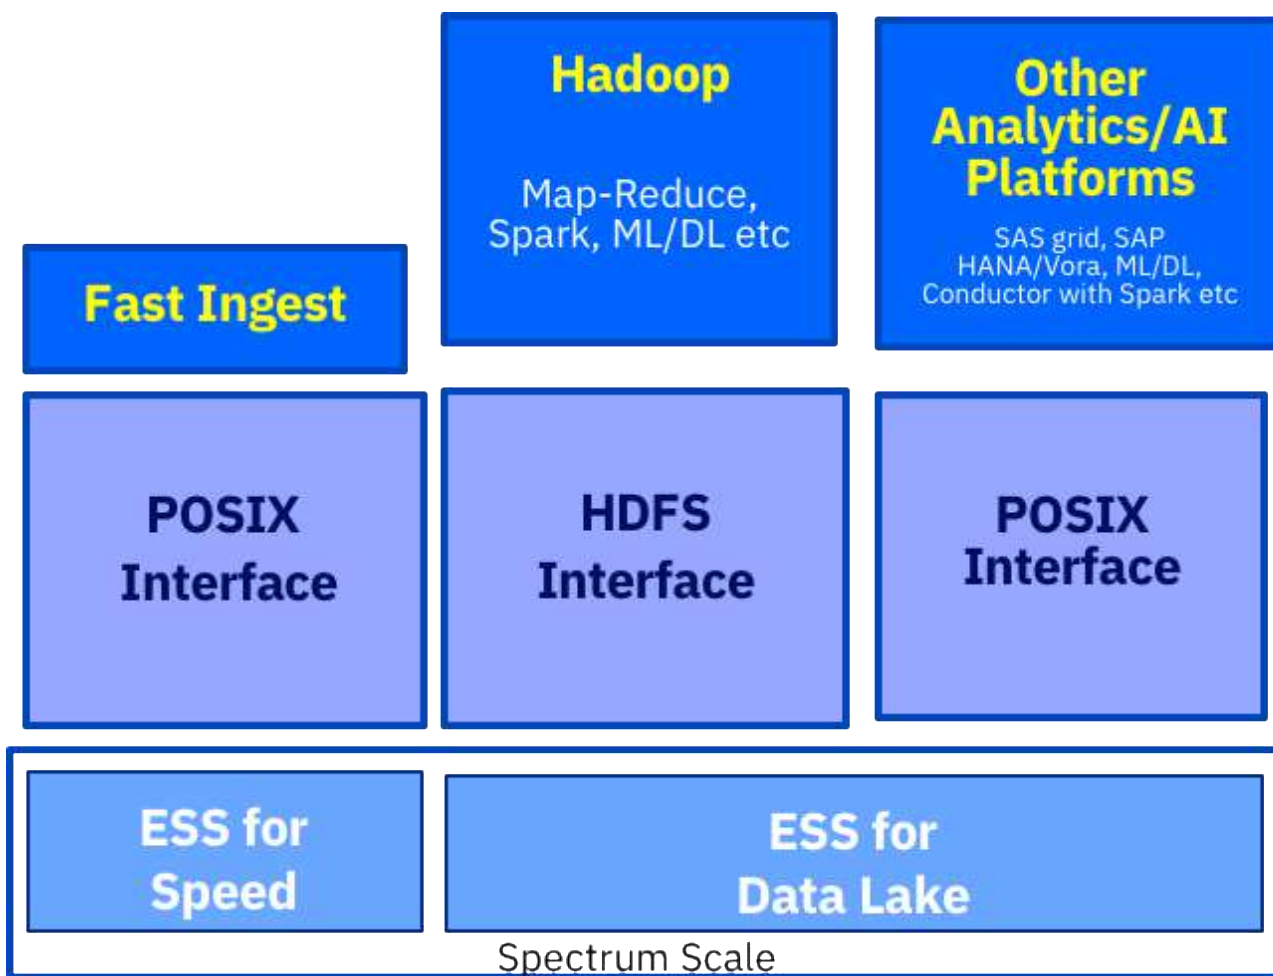 Hadoop
Map-Reduce,
Spark, ML/DL etc
Other
Analytics/AI
Platforms
SAS grid, SAP
HANA/Vora, ML/DL,
Conductor with Spark etc
Fast Ingest
POSIX
Interface
HDFS
Interface
POSIX
Interface
ESS for
Speed
ESS for
Data Lake
Spectrum Scale